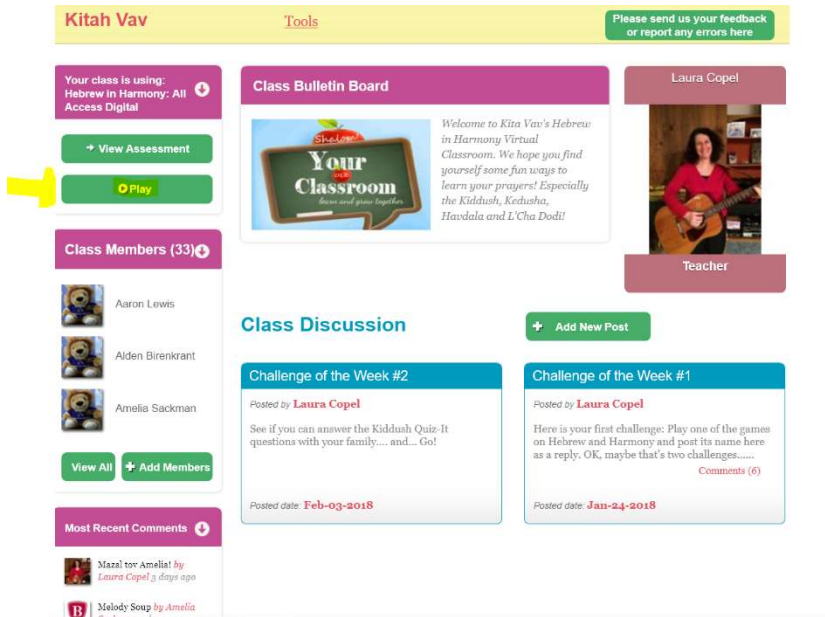 Kitah Vav
Tools
Please send us your feedback
or report any errors here
Your class is using:
Hebrew in Harmony: All
Access Digital
View Assessment
Play
Class Members (33)
Aaron Lewis
Alden Birenkrant
Amelia Sackman
View All
Add Members
Most Recent Comments
Mazal tov Amelia! by
Laura Copel 3 days ago
Melody Soup by Amelia
Class Bulletin Board
Shalom
Your
Classroom
learn and grow together
Welcome to Kita Vav's Hebrew
in Harmony Virtual
Classroom. We hope you find
yourself some fun ways to
learn your prayers! Especially
the Kiddush, Kedusha,
Havdala and L'Cha Dodi!
Laura Copel
Teacher
Class Discussion
Add New Post
Challenge of the Week #2
Posted by Laura Copel
See if you can answer the Kiddush Quiz-It
questions with your family.... and... Go!
Posted date: Feb-03-2018
Challenge of the Week #1
Posted by Laura Copel
Here is your first challenge: Play one of the games
on Hebrew and Harmony and post its name here
as a reply. OK, maybe that's two challenges......
Comments (6)
Posted date: Jan-24-2018